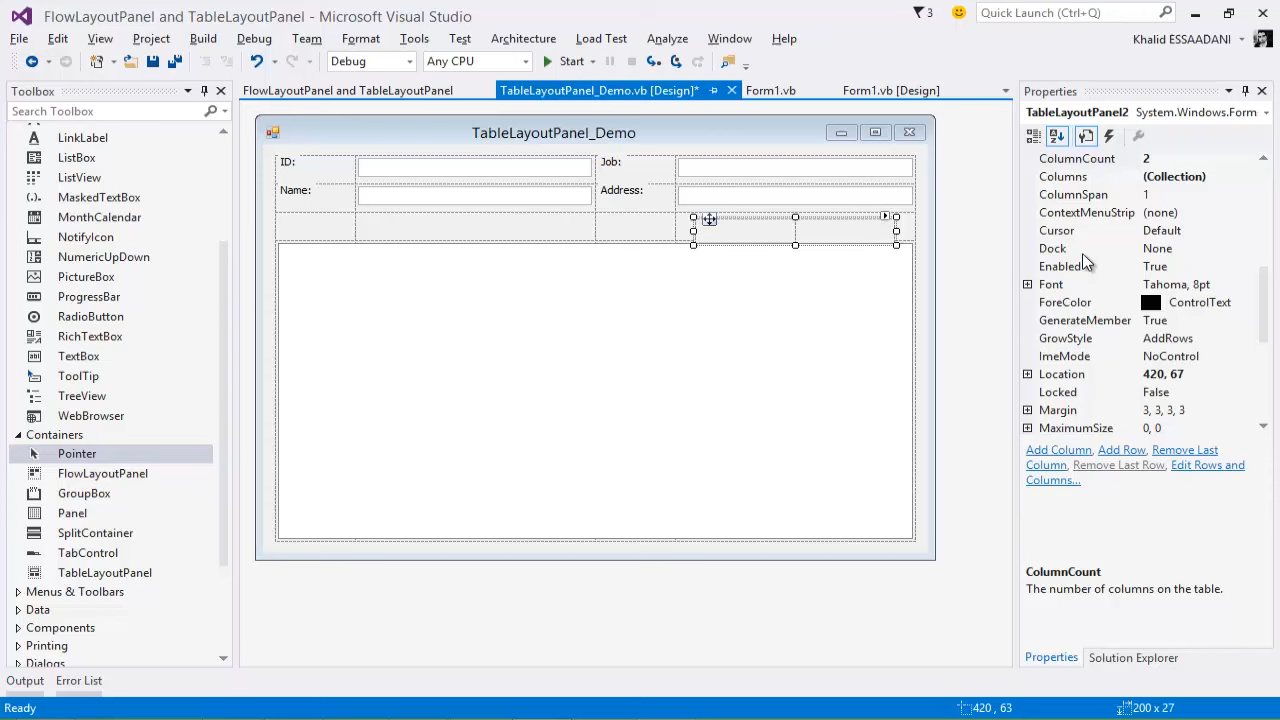 FlowLayoutPanel and TableLayoutPanel - Microsoft Visual Studio
3
Quick Launch (Ctrl+Q)
File Edit View Project Build Debug Team Format Tools Test Architecture Load Test Analyze Window Help
Khalid ESSAADANI
Debug Any CPU Start
Toolbox
FlowLayoutPanel and TableLayoutPanel TableLayoutPanel_Demo.vb [Design]* Form1.vb Form1.vb [Design]
Properties
Search Toolbox
TableLayoutPanel2 System.Windows.Form
LinkLabel
ListBox
ListView
MaskedTextBox
MonthCalendar
NotifyIcon
NumericUpDown
PictureBox
ProgressBar
RadioButton
RichTextBox
TextBox
ToolTip
TreeView
WebBrowser
Containers
Pointer
FlowLayoutPanel
GroupBox
Panel
SplitContainer
TabControl
TableLayoutPanel
Menus & Toolbars
Data
Components
Printing
Dialogs
TableLayoutPanel_Demo
ID: Job:
Name: Address:
ColumnCount 2
Columns (Collection)
ColumnSpan 1
ContextMenuStrip (none)
Cursor Default
Dock None
Enabled True
Font Tahoma, 8pt
ForeColor ControlText
GenerateMember True
GrowStyle AddRows
ImeMode NoControl
Location 420, 67
Locked False
Margin 3, 3, 3, 3
MaximumSize 0, 0
Add Column, Add Row, Remove Last
Column, Remove Last Row, Edit Rows and
Columns...
ColumnCount
The number of columns on the table.
Properties Solution Explorer
Output Error List
Ready 420 , 63 200 x 27